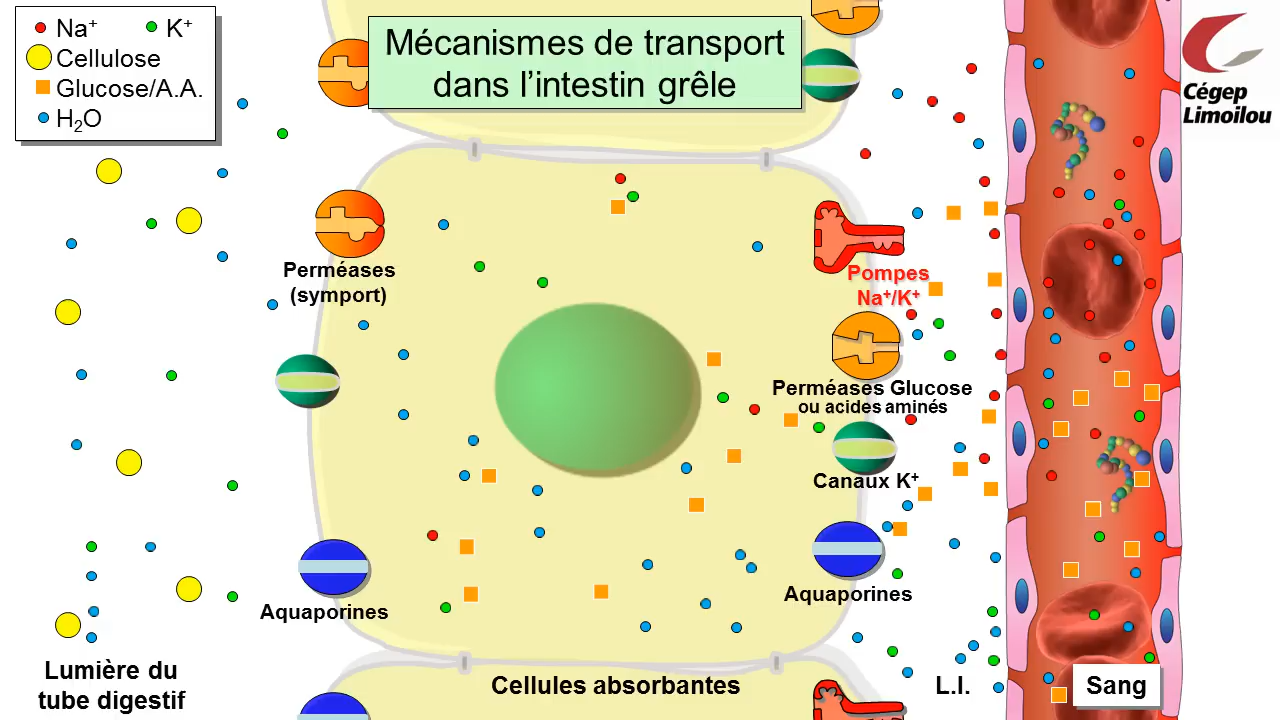 Na⁺ K⁺
Cellulose
Glucose/A.A.
H₂O
Mécanismes de transport
dans l’intestin grêle
Cégep
Limoilou
Perméases
(symport)
Pompes
Na⁺/K⁺
Perméases Glucose
ou acides aminés
Canaux K⁺
Aquaporines
Aquaporines
Lumière du
tube digestif
Cellules absorbantes
L.I.
Sang